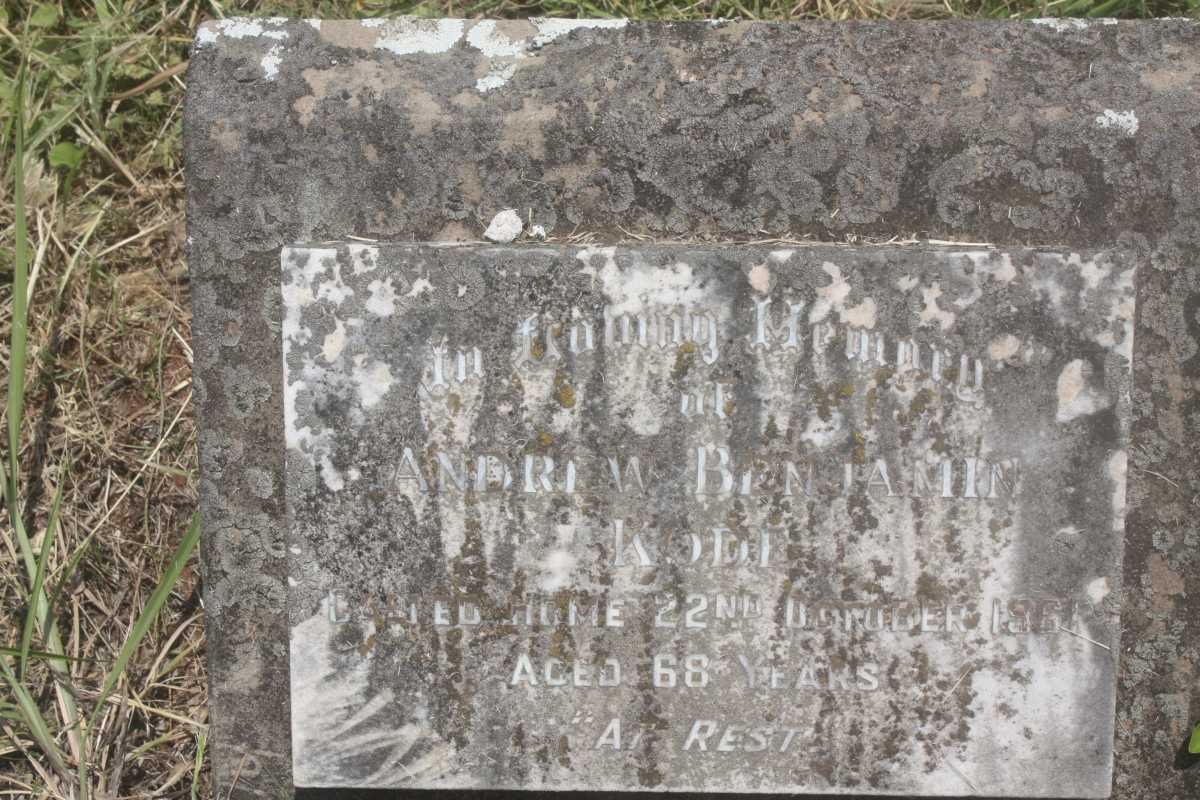 In Loving Memory
of
ANDREW BENJAMIN
CALLED HOME 22ND OCTOBER
AGED 68 YEARS
"AT REST"